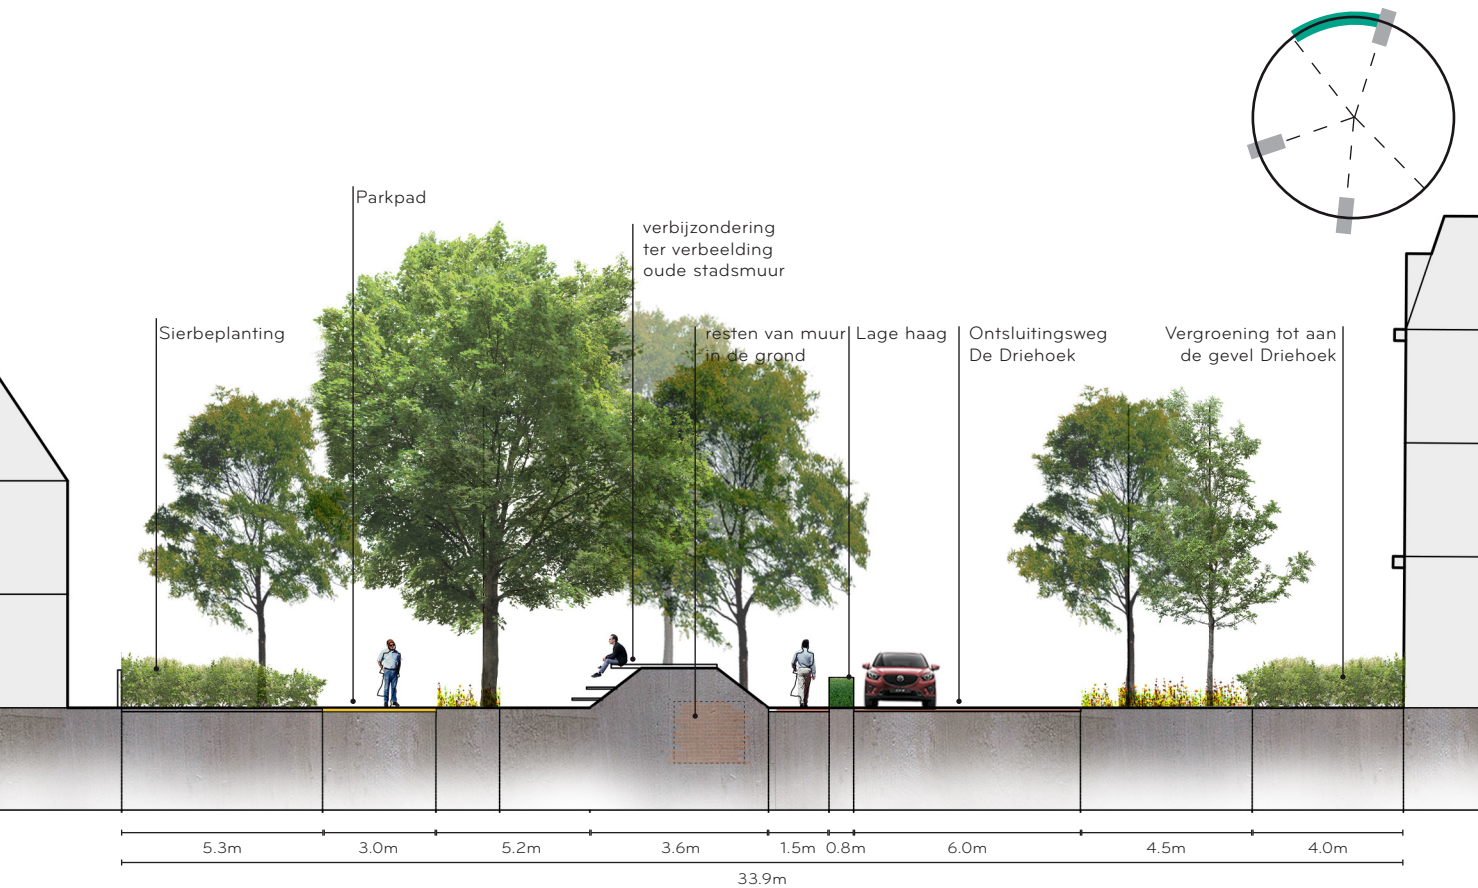 Parkpad
verbijzondering
ter verbeelding
oude stadsmuur
Sierbeplanting
resten van muur
in de grond
Lage haag
Ontsluitingsweg
De Driehoek
Vergroening tot aan
de gevel Driehoek
5.3m
3.0m
5.2m
3.6m
1.5m
0.8m
6.0m
4.5m
4.0m
33.9m